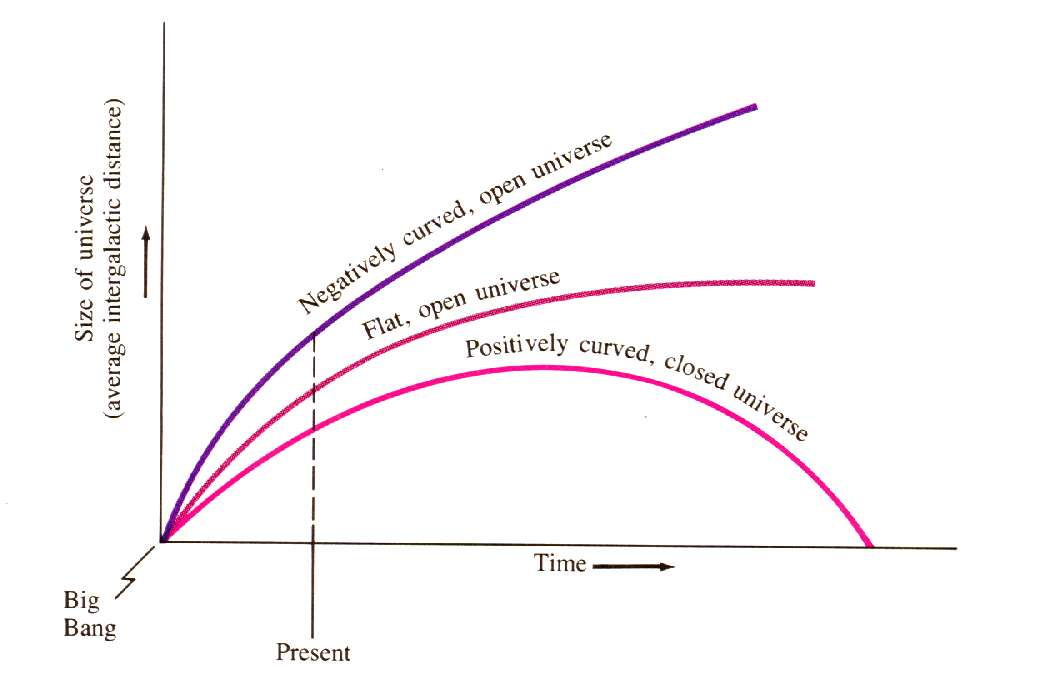 Size of universe
(average intergalactic distance)
Negatively curved, open universe
Flat, open universe
Positively curved, closed universe
Time
Big
Bang
Present